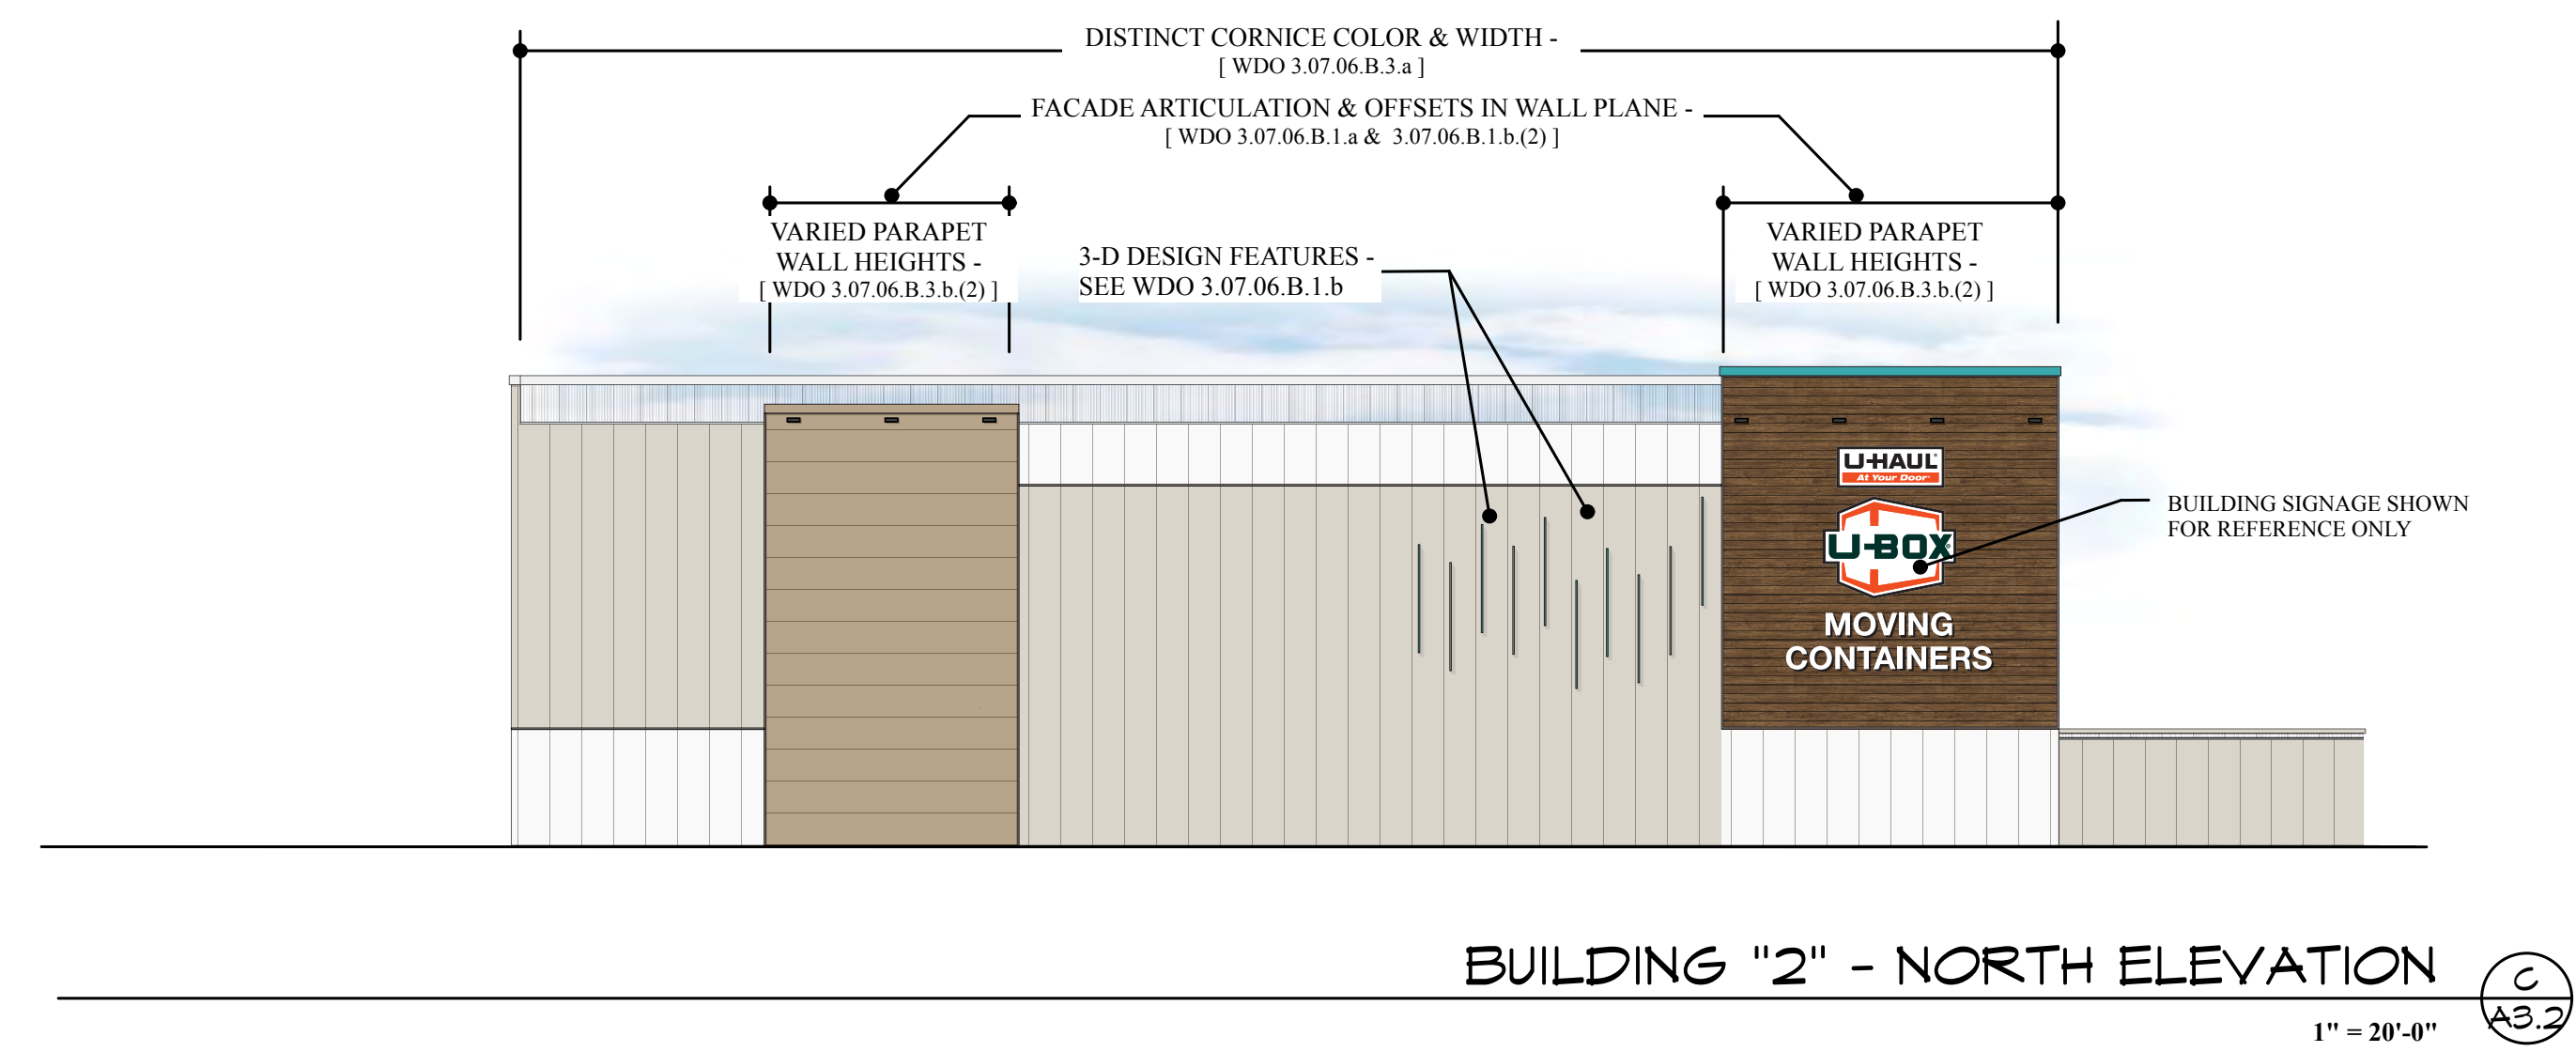 DISTINCT CORNICE COLOR & WIDTH -
[ WDO 3.07.06.B.3.a ]
FACADE ARTICULATION & OFFSETS IN WALL PLANE -
[ WDO 3.07.06.B.1.a & 3.07.06.B.1.b.(2) ]
VARIED PARAPET
WALL HEIGHTS -
[ WDO 3.07.06.B.3.b.(2) ]
3-D DESIGN FEATURES -
SEE WDO 3.07.06.B.1.b
VARIED PARAPET
WALL HEIGHTS -
[ WDO 3.07.06.B.3.b.(2) ]
U-HAUL®
At Your Door
U-BOX
MOVING
CONTAINERS
BUILDING SIGNAGE SHOWN
FOR REFERENCE ONLY
BUILDING "2" - NORTH ELEVATION
C
A3.2
1" = 20'-0"